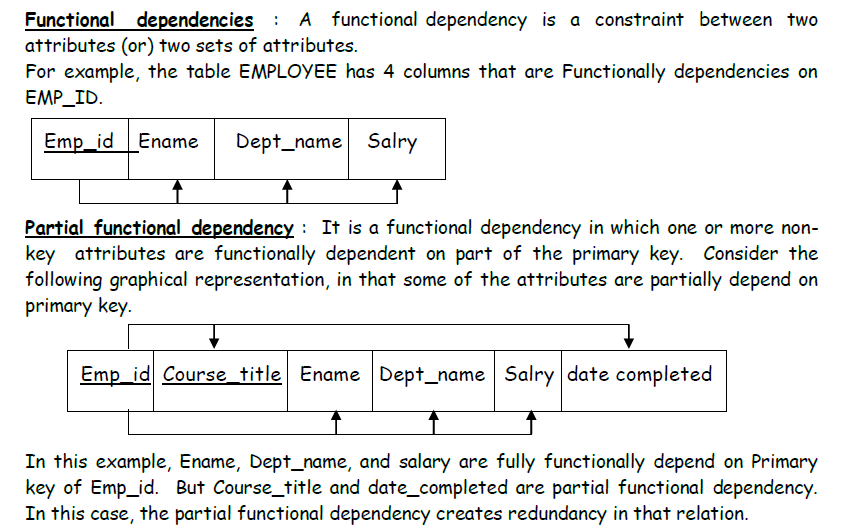 Functional dependencies : A functional dependency is a constraint between two
attributes (or) two sets of attributes.
For example, the table EMPLOYEE has 4 columns that are Functionally dependencies on
EMP_ID.
Emp_id Ename Dept_name Salry
Partial functional dependency : It is a functional dependency in which one or more non-
key attributes are functionally dependent on part of the primary key. Consider the
following graphical representation, in that some of the attributes are partially depend on
primary key.
Emp_id Course_title Ename Dept_name Salry date completed
In this example, Ename, Dept_name, and salary are fully functionally depend on Primary
key of Emp_id. But Course_title and date_completed are partial functional dependency.
In this case, the partial functional dependency creates redundancy in that relation.